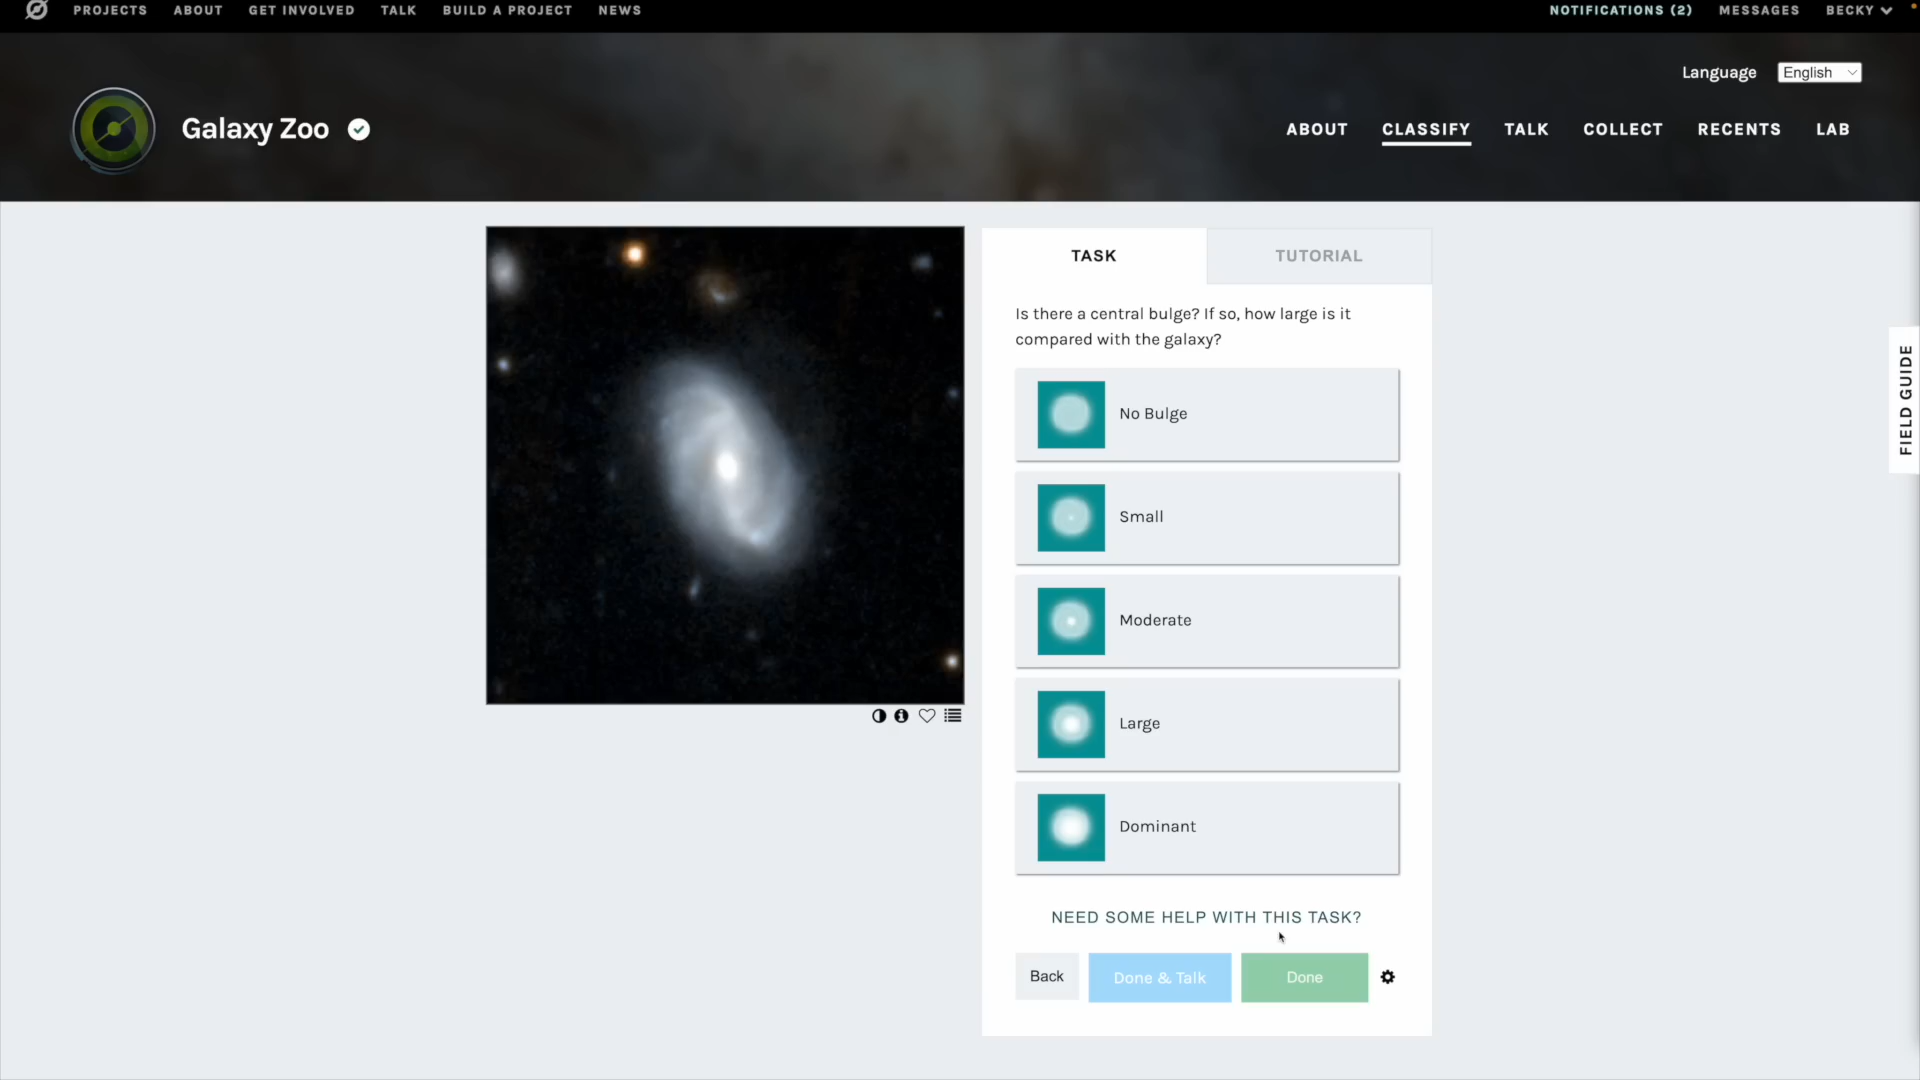 PROJECTS ABOUT GET INVOLVED TALK BUILD A PROJECT NEWS NOTIFICATIONS (2) MESSAGES BECKY
Language English
Galaxy Zoo ABOUT CLASSIFY TALK COLLECT RECENTS LAB
TASK TUTORIAL
Is there a central bulge? If so, how large is it
compared with the galaxy?
No Bulge
Small
Moderate
Large
Dominant
NEED SOME HELP WITH THIS TASK?
Back Done & Talk Done
FIELD GUIDE